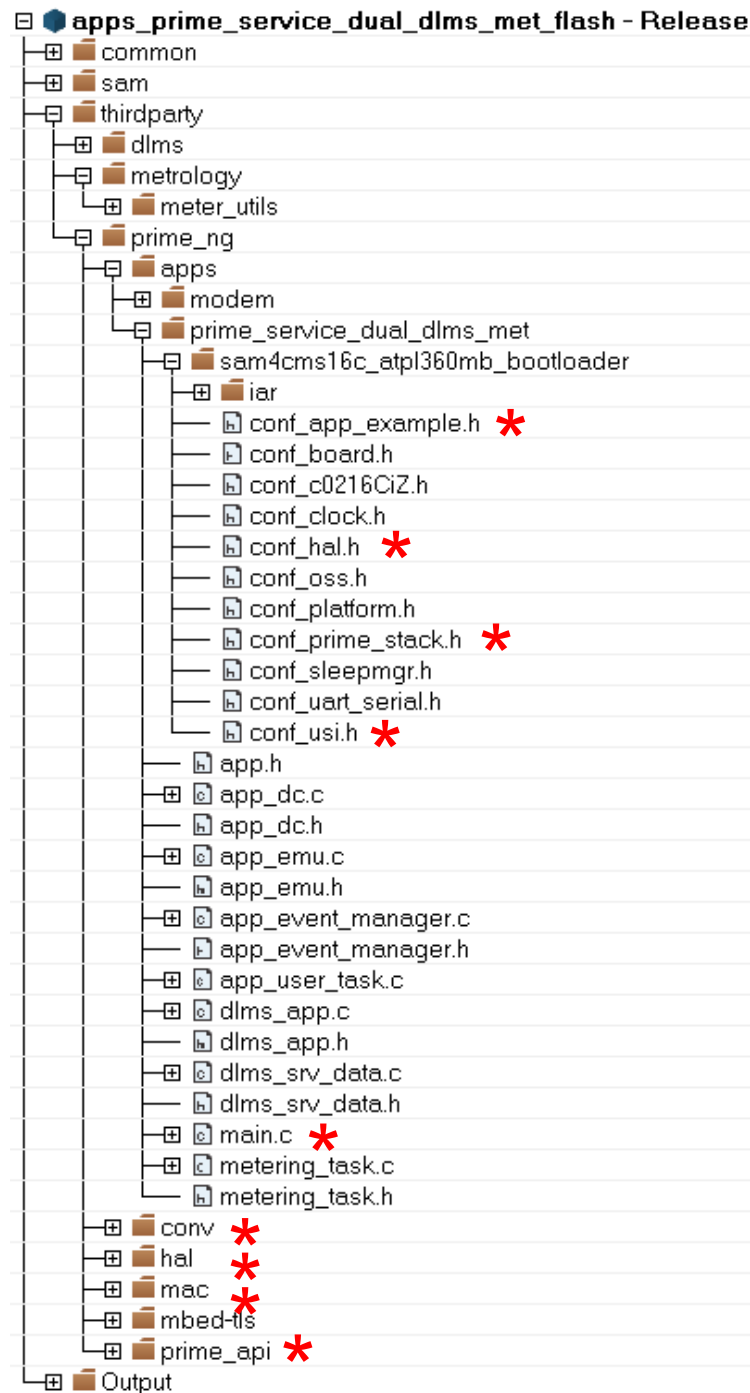 apps_prime_service_dual_dlms_met_flash - Release
common
sam
thirdparty
dlms
metrology
meter_utils
prime_ng
apps
modem
prime_service_dual_dlms_met
sam4cms16c_atpl360mb_bootloader
iar
conf_app_example.h *
conf_board.h
conf_c0216CiZ.h
conf_clock.h
conf_hal.h *
conf_oss.h
conf_platform.h
conf_prime_stack.h *
conf_sleepmgr.h
conf_uart_serial.h
conf_usi.h *
app.h
app_dc.c
app_dc.h
app_emu.c
app_emu.h
app_event_manager.c
app_event_manager.h
app_user_task.c
dlms_app.c
dlms_app.h
dlms_srv_data.c
dlms_srv_data.h
main.c *
metering_task.c
metering_task.h
conv *
hal *
mac *
mbed-tls
prime_api *
Output